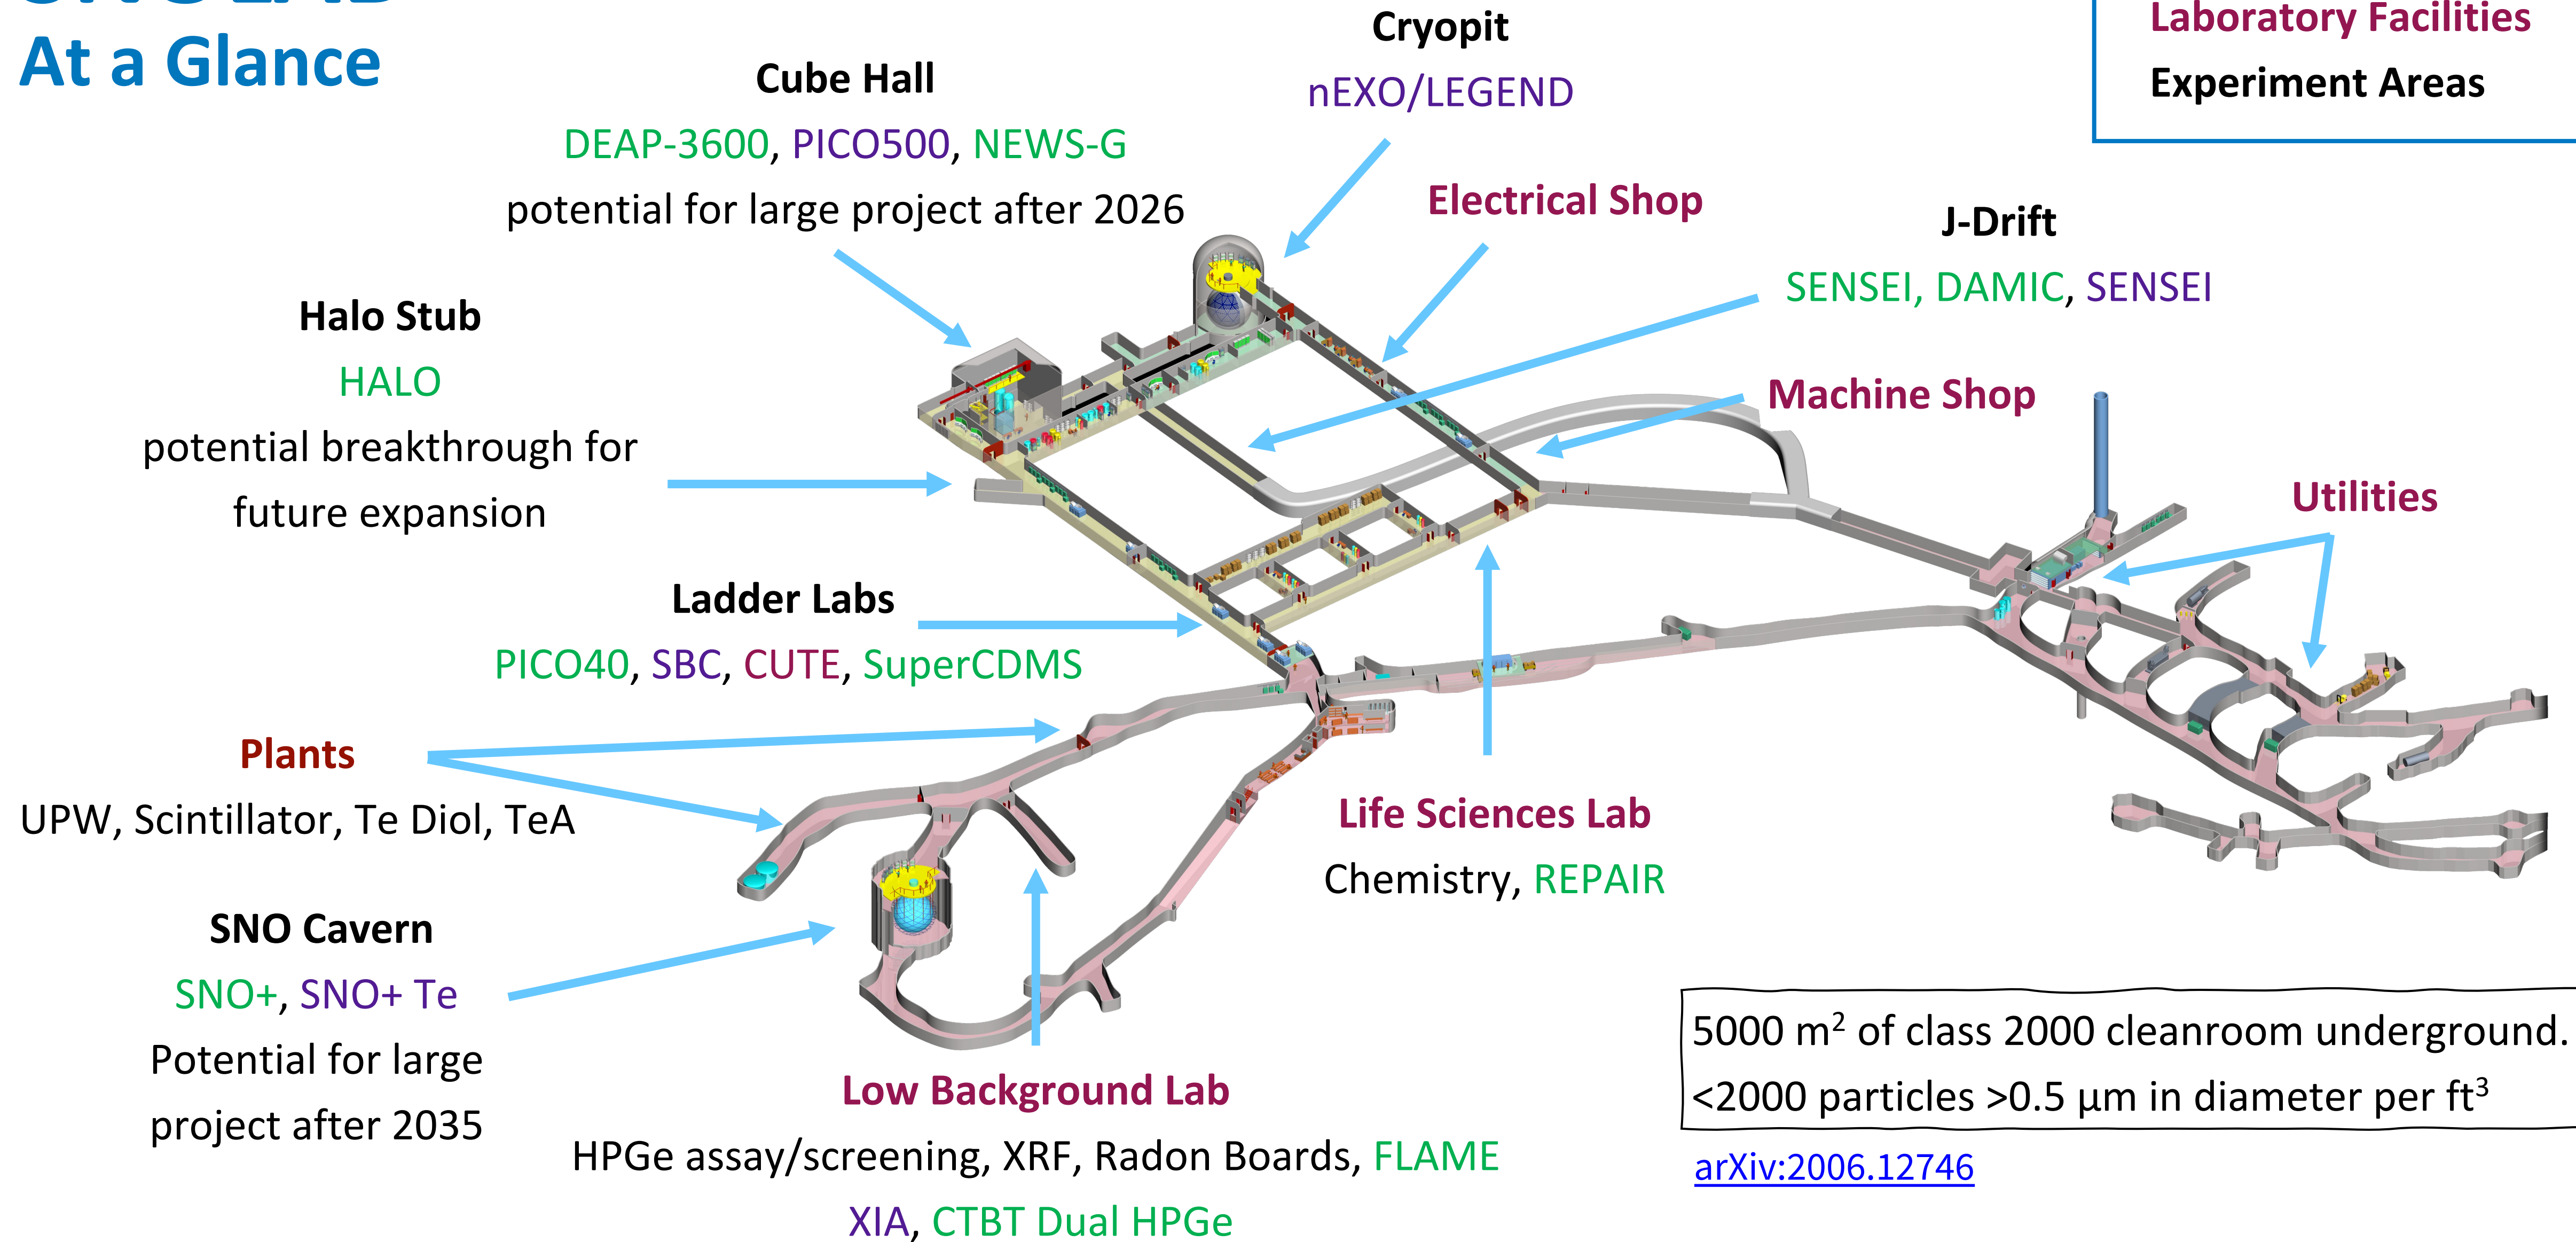 At a Glance
Laboratory Facilities
Experiment Areas
Cryopit
nEXO/LEGEND
Cube Hall
DEAP-3600, PICO500, NEWS-G
potential for large project after 2026
Electrical Shop
J-Drift
SENSEI, DAMIC, SENSEI
Halo Stub
HALO
potential breakthrough for
future expansion
Machine Shop
Utilities
Ladder Labs
PICO40, SBC, CUTE, SuperCDMS
Plants
UPW, Scintillator, Te Diol, TeA
Life Sciences Lab
Chemistry, REPAIR
SNO Cavern
SNO+, SNO+ Te
Potential for large
project after 2035
Low Background Lab
HPGe assay/screening, XRF, Radon Boards, FLAME
XIA, CTBT Dual HPGe
5000 m² of class 2000 cleanroom underground.
<2000 particles >0.5 µm in diameter per ft³
arXiv:2006.12746